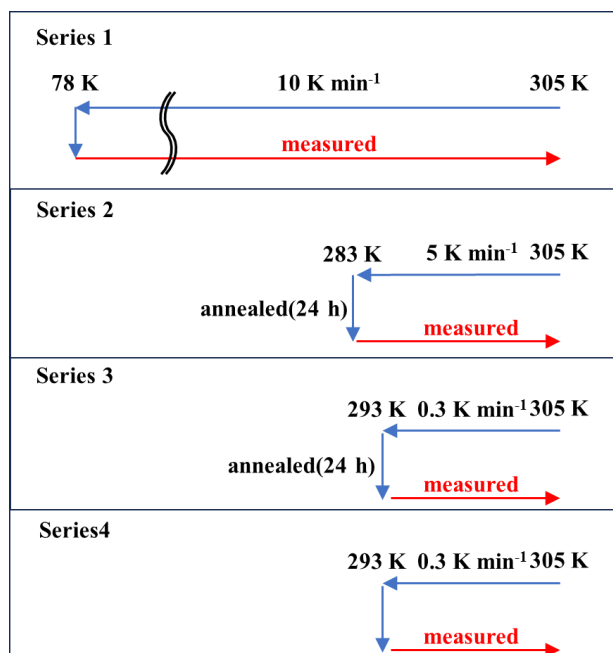 Series 1
78 K 10 K min⁻¹ 305 K
measured
Series 2
283 K 5 K min⁻¹ 305 K
annealed(24 h)
measured
Series 3
293 K 0.3 K min⁻¹ 305 K
annealed(24 h)
measured
Series4
293 K 0.3 K min⁻¹ 305 K
measured